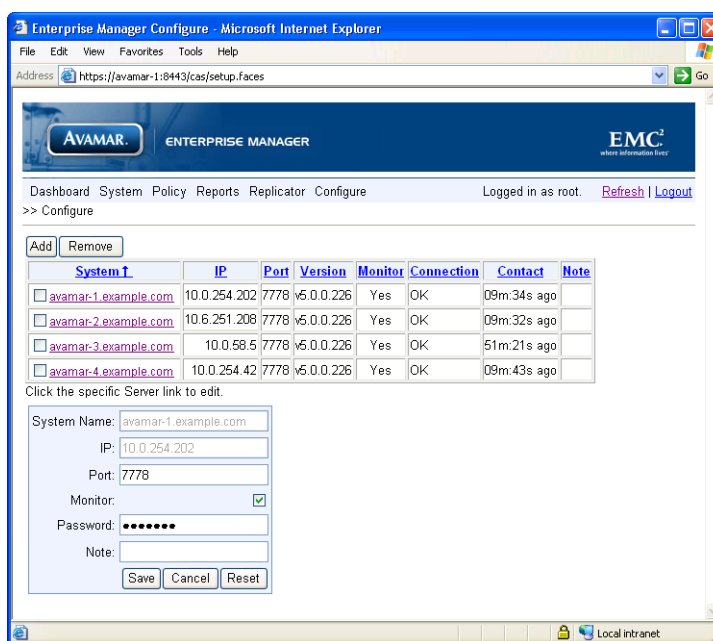 Enterprise Manager Configure - Microsoft Internet Explorer
File Edit View Favorites Tools Help
Address https://avamar-1:8443/cas/setup.faces Go
AVAMAR. ENTERPRISE MANAGER EMC²
where information lives
Dashboard System Policy Reports Replicator Configure Logged in as root. Refresh | Logout
>> Configure
Add Remove
System↑ IP Port Version Monitor Connection Contact Note
avamar-1.example.com 10.0.254.202 7778 v5.0.0.226 Yes OK 09m:34s ago
avamar-2.example.com 10.6.251.208 7778 v5.0.0.226 Yes OK 09m:32s ago
avamar-3.example.com 10.0.58.5 7778 v5.0.0.226 Yes OK 51m:21s ago
avamar-4.example.com 10.0.254.42 7778 v5.0.0.226 Yes OK 09m:43s ago
Click the specific Server link to edit.
System Name: avamar-1.example.com
IP: 10.0.254.202
Port: 7778
Monitor:
Password: ●●●●●●●
Note:
Save Cancel Reset
Local intranet